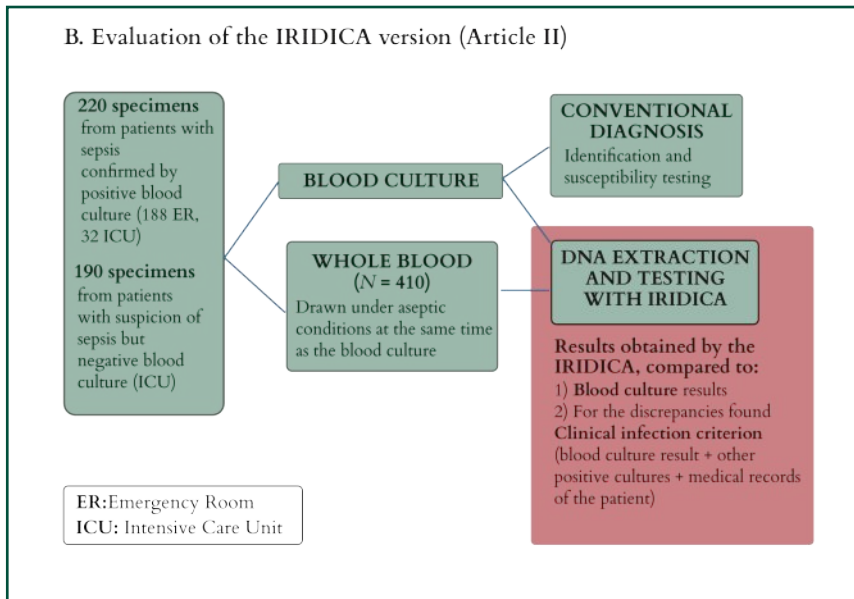 B. Evaluation of the IRIDICA version (Article II)
220 specimens
from patients with
sepsis
confirmed by
positive blood
culture (188 ER,
32 ICU)
190 specimens
from patients
with suspicion of
sepsis but
negative blood
culture (ICU)
BLOOD CULTURE
WHOLE BLOOD
(N = 410)
Drawn under aseptic
conditions at the same time
as the blood culture
CONVENTIONAL
DIAGNOSIS
Identification and
susceptibility testing
DNA EXTRACTION
AND TESTING
WITH IRIDICA
Results obtained by the
IRIDICA, compared to:
1) Blood culture results
2) For the discrepancies found
Clinical infection criterion
(blood culture result + other
positive cultures + medical records
of the patient)
ER:Emergency Room
ICU: Intensive Care Unit